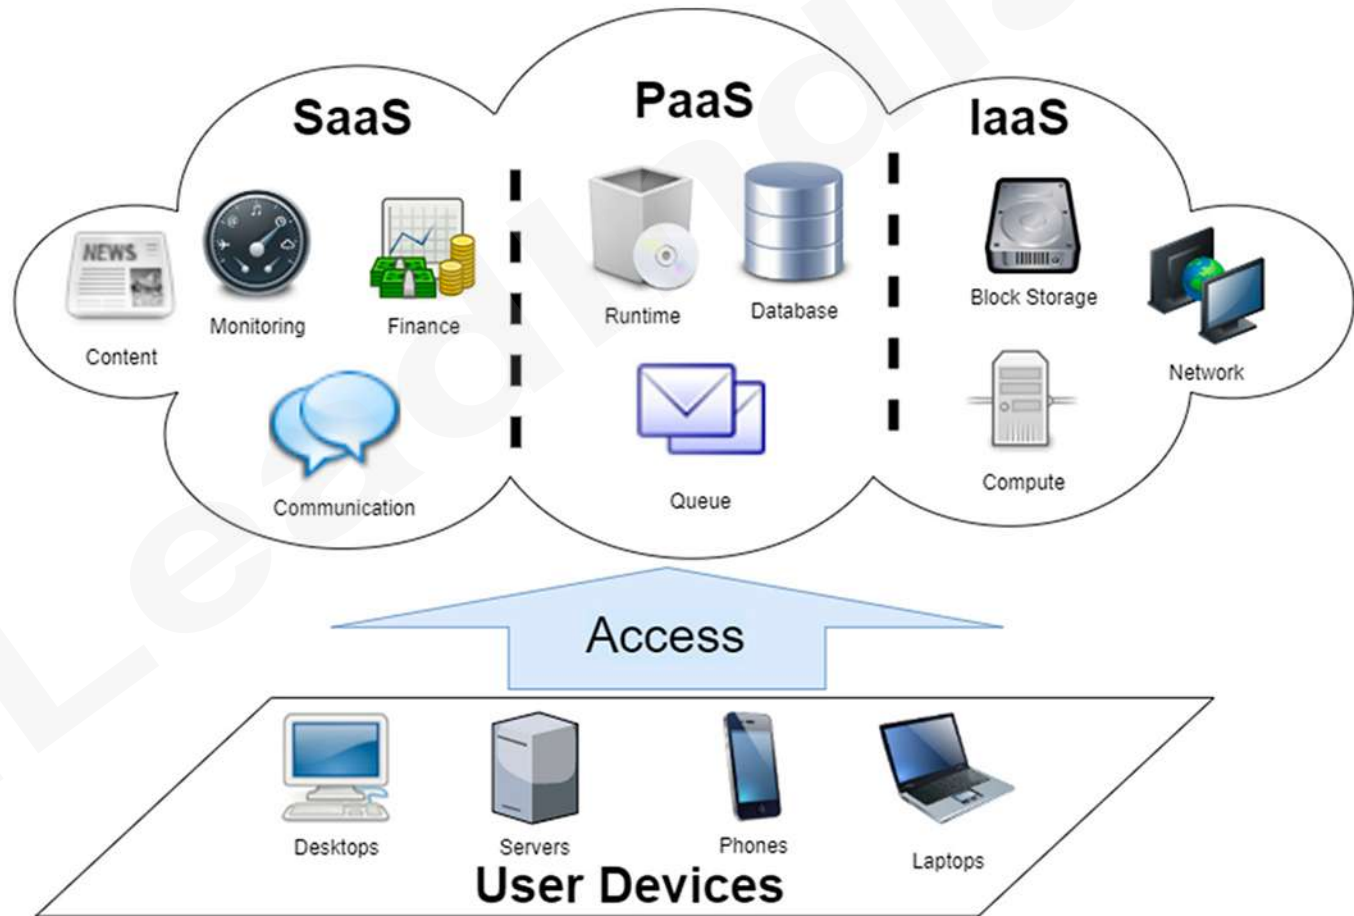 SaaS
PaaS
IaaS
NEWS
Content
Monitoring
Finance
Communication
Runtime
Database
Queue
Block Storage
Network
Compute
Access
Desktops
Servers
Phones
Laptops
User Devices